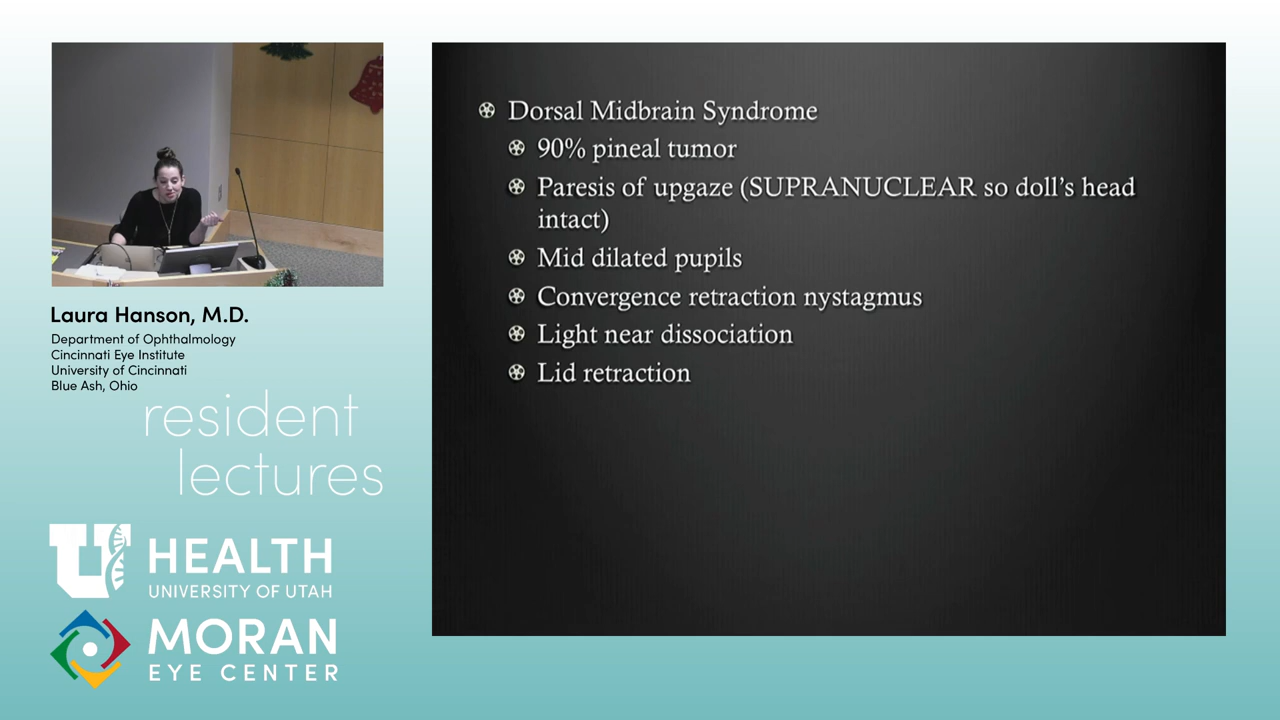 Laura Hanson, M.D.
Department of Ophthalmology
Cincinnati Eye Institute
University of Cincinnati
Blue Ash, Ohio
resident
lectures
U HEALTH
UNIVERSITY OF UTAH
MORAN
EYE CENTER
Dorsal Midbrain Syndrome
90% pineal tumor
Paresis of upgaze (SUPRANUCLEAR so doll's head
intact)
Mid dilated pupils
Convergence retraction nystagmus
Light near dissociation
Lid retraction